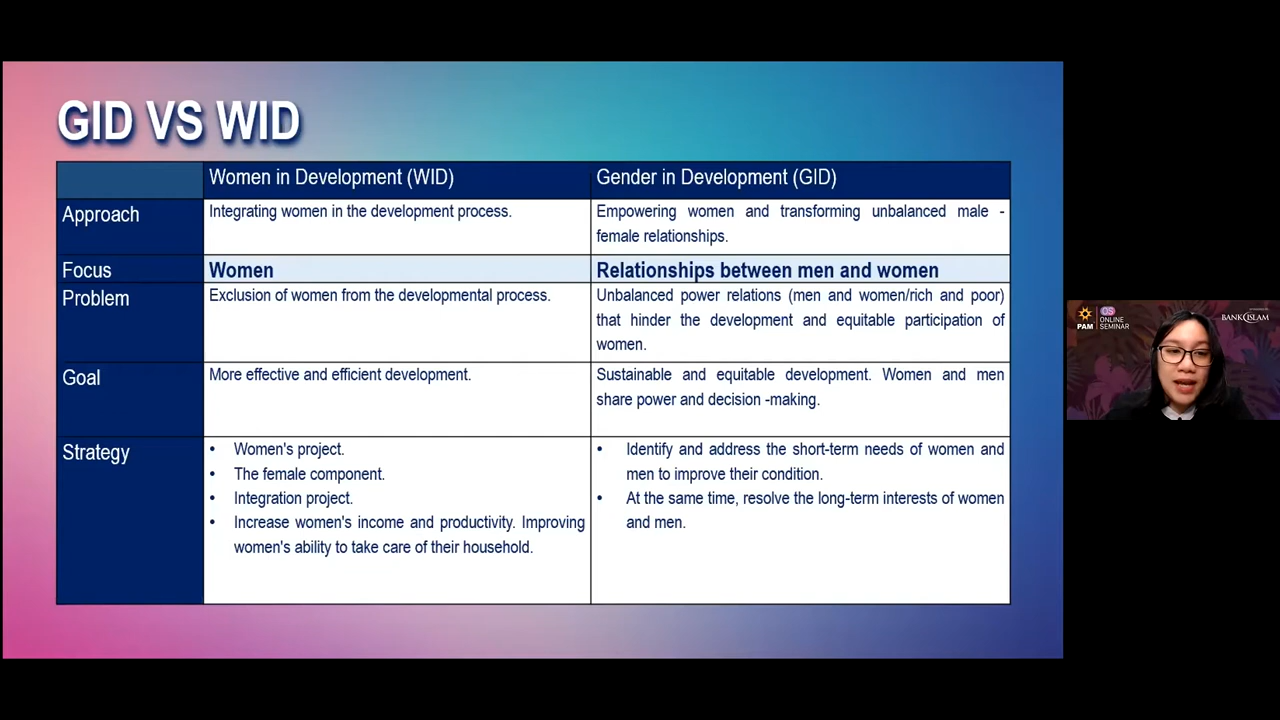 GID VS WID
Women in Development (WID)
Gender in Development (GID)
Approach
Integrating women in the development process.
Empowering women and transforming unbalanced male -
female relationships.
Focus
Women
Relationships between men and women
Problem
Exclusion of women from the developmental process.
Unbalanced power relations (men and women/rich and poor)
that hinder the development and equitable participation of
women.
Goal
More effective and efficient development.
Sustainable and equitable development. Women and men
share power and decision -making.
Strategy
• Women's project.
• The female component.
• Integration project.
• Increase women's income and productivity. Improving
women's ability to take care of their household.
• Identify and address the short-term needs of women and
men to improve their condition.
• At the same time, resolve the long-term interests of women
and men.
PAM
OS
ONLINE
SEMINAR
BANK ISLAM